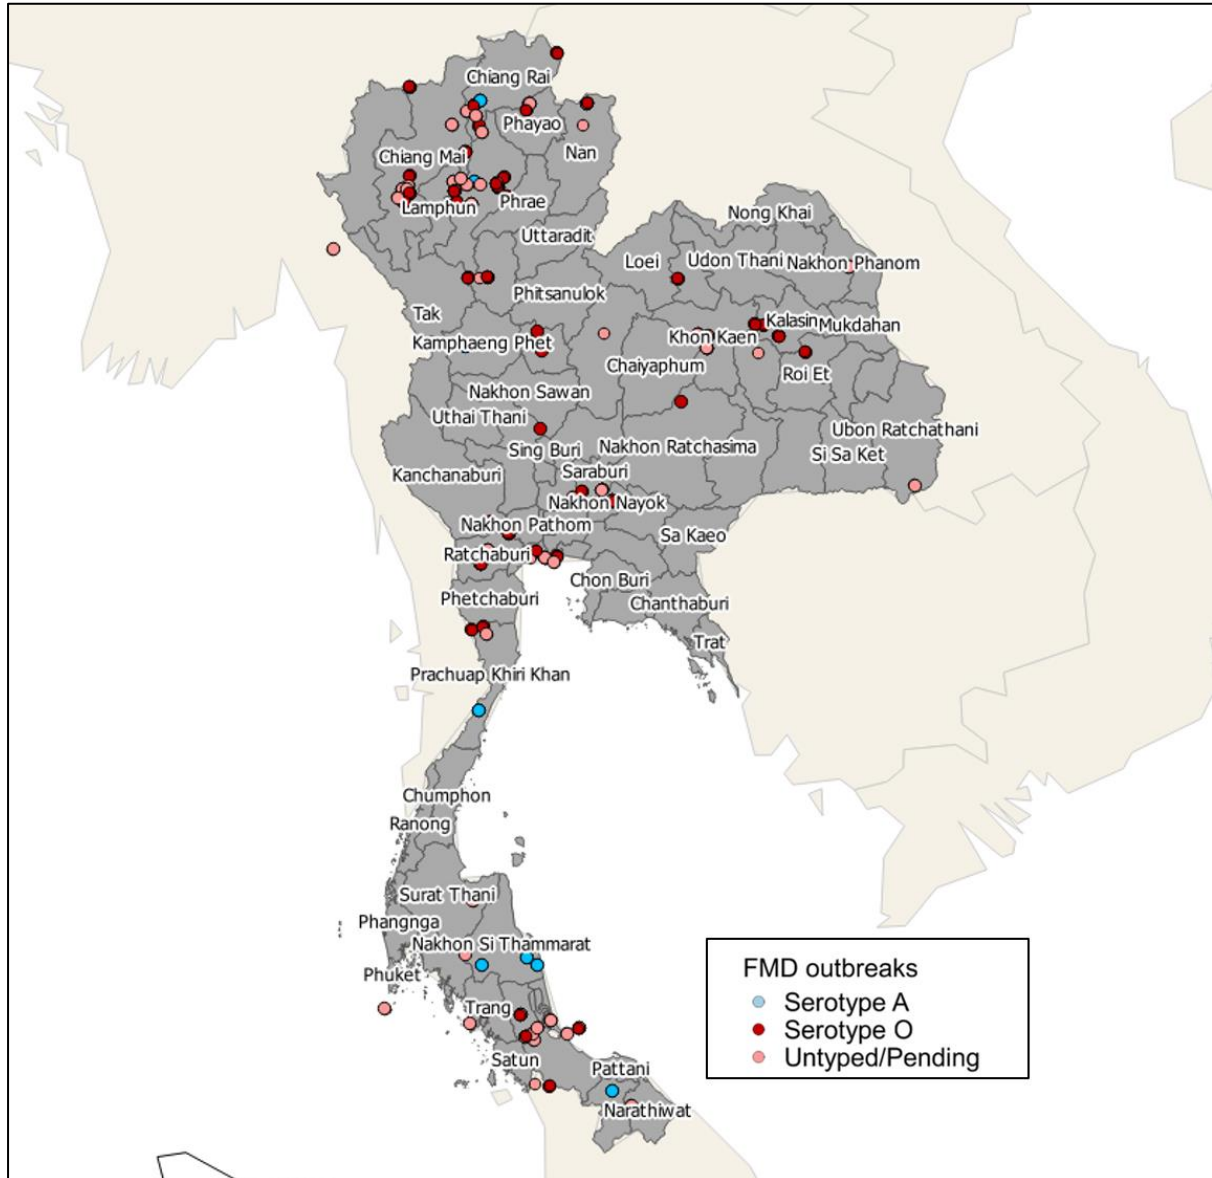 Chiang Rai
Phayao
Chiang Mai
Nan
Lamphun
Phrae
Uttaradit
Nong Khai
Loei
Udon Thani
Nakhon Phanom
Phitsanulok
Tak
Kalasin
Mukdahan
Khon Kaen
Kamphaeng Phet
Chaiyaphum
Roi Et
Nakhon Sawan
Uthai Thani
Ubon Ratchathani
Sing Buri
Nakhon Ratchasima
Si Sa Ket
Saraburi
Kanchanaburi
Nakhon Nayok
Nakhon Pathom
Sa Kaeo
Ratchaburi
Chon Buri
Phetchaburi
Chanthaburi
Trat
Prachuap Khiri Khan
Chumphon
Ranong
Surat Thani
Phangnga
Nakhon Si Thammarat
Phuket
Trang
Satun
Pattani
Narathiwat
FMD outbreaks
Serotype A
Serotype O
Untyped/Pending